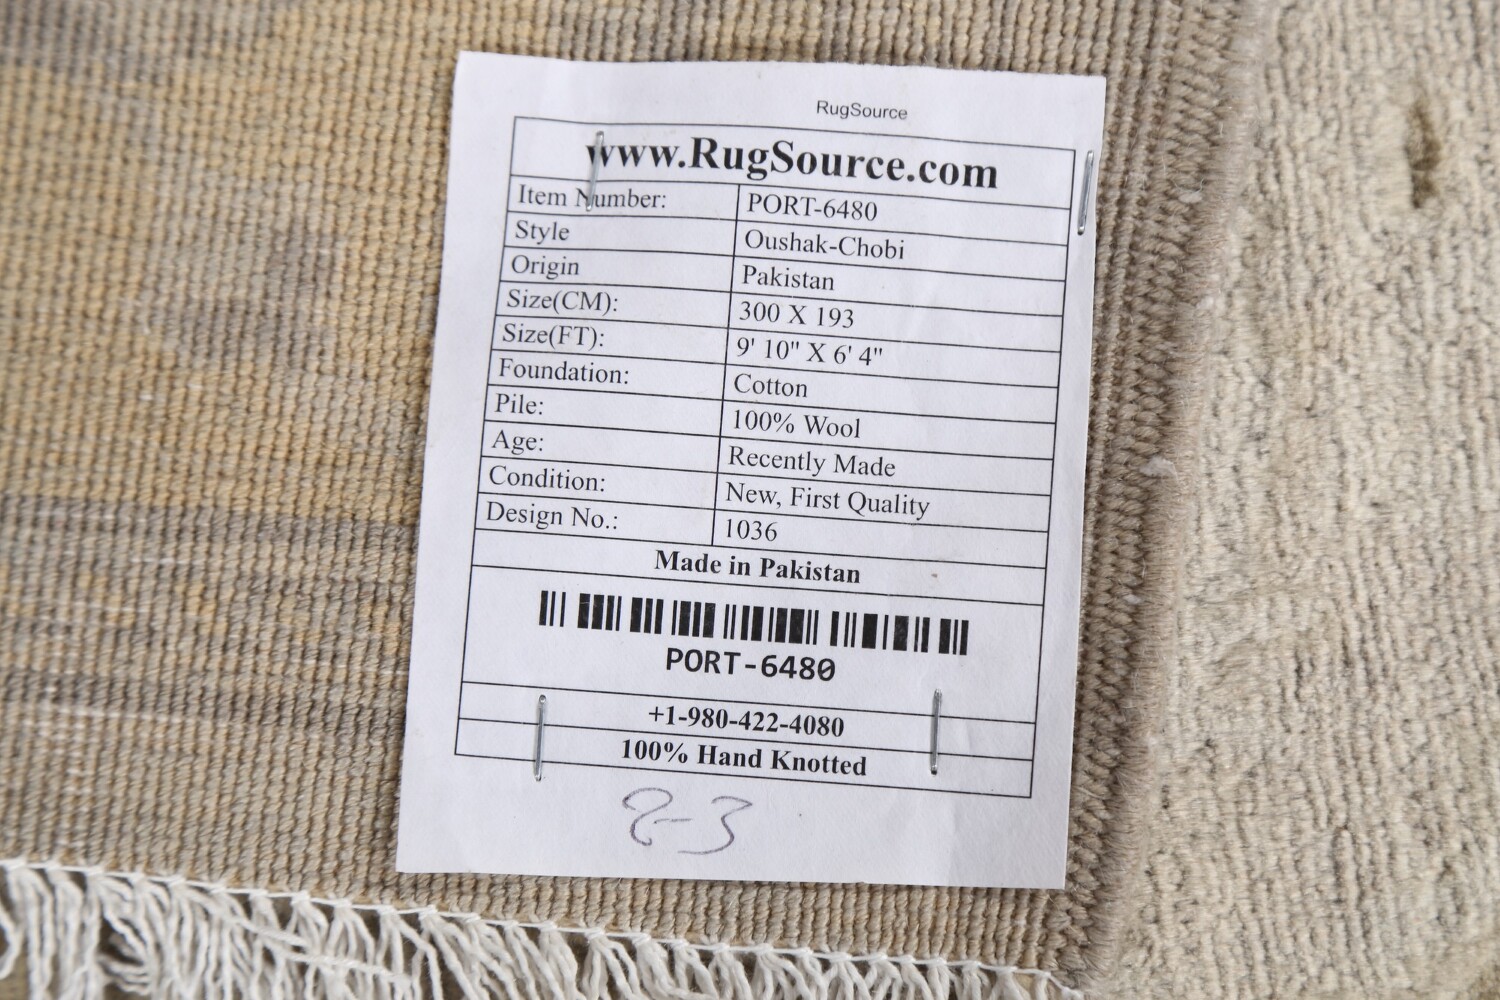 RugSource
www.RugSource.com
Item Number: PORT-6480
Style Oushak-Chobi
Origin Pakistan
Size(CM): 300 X 193
Size(FT): 9' 10" X 6' 4"
Foundation: Cotton
Pile: 100% Wool
Age: Recently Made
Condition: New, First Quality
Design No.: 1036
Made in Pakistan
PORT-6480
+1-980-422-4080
100% Hand Knotted